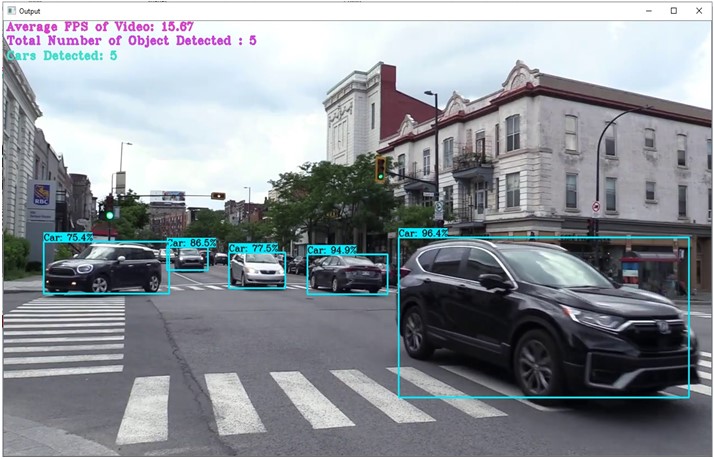 Output
Average FPS of Video: 15.67
Total Number of Object Detected : 5
Cars Detected: 5
RBC
Car: 75.4%
Car: 86.5%
Car: 77.5%
Car: 94.9%
Car: 96.4%